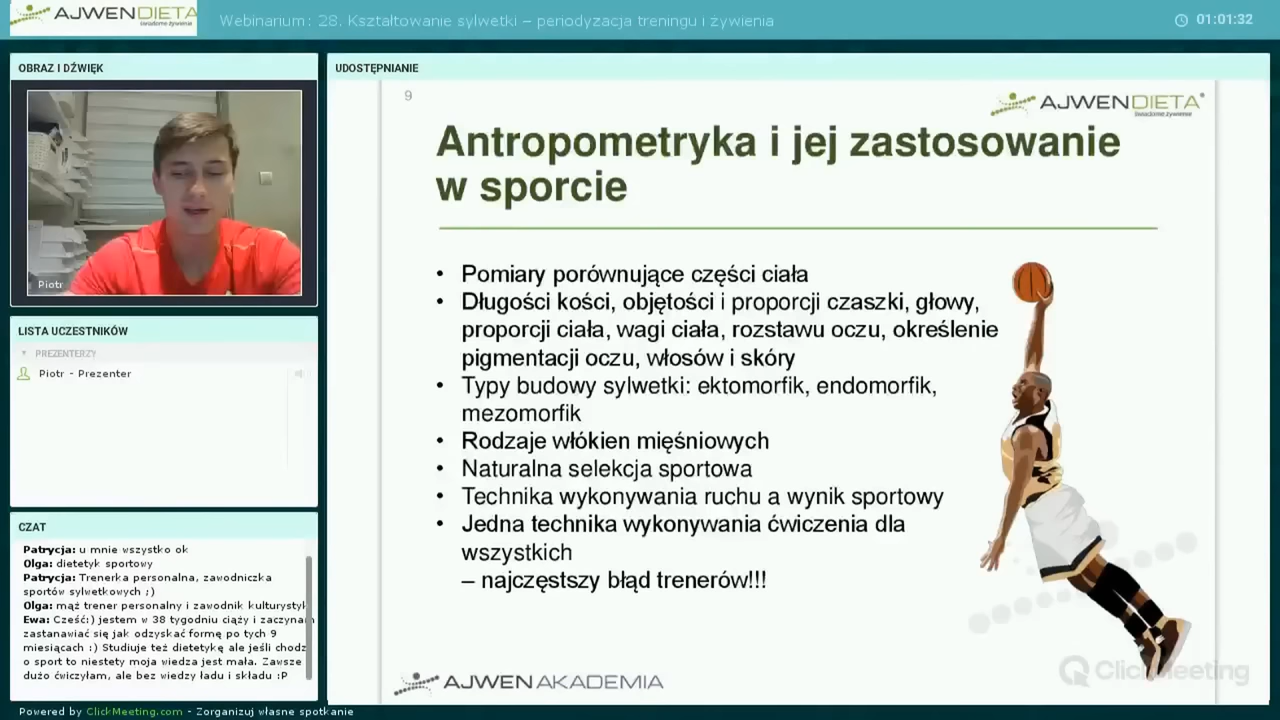 AJWENDIETA
świadome żywienie
Webinarium: 28. Kształtowanie sylwetki – periodyzacja treningu i żywienia
01:01:32
OBRAZ I DŹWIĘK
Piotr
LISTA UCZESTNIKÓW
PREZENTERZY
Piotr - Prezenter
CZAT
Patrycja: u mnie wszystko ok
Olga: dietetyk sportowy
Patrycja: Trenerka personalna, zawodniczka
sportów sylwetkowych ;)
Olga: mąż trener personalny i zawodnik kulturystyk
Ewa: Cześć:) jestem w 38 tygodniu ciąży i zaczynam
zastanawiać się jak odzyskać formę po tych 9
miesiącach :) Studiuje też dietetykę ale jeśli chodz
o sport to niestety moja wiedza jest mała. Zawsze
dużo ćwiczyłam, ale bez wiedzy ładu i składu :P
UDOSTĘPNIANIE
9
AJWENDIETA®
świadome żywienie
Antropometryka i jej zastosowanie
w sporcie
• Pomiary porównujące części ciała
• Długości kości, objętości i proporcji czaszki, głowy,
proporcji ciała, wagi ciała, rozstawu oczu, określenie
pigmentacji oczu, włosów i skóry
• Typy budowy sylwetki: ektomorfik, endomorfik,
mezomorfik
• Rodzaje włókien mięśniowych
• Naturalna selekcja sportowa
• Technika wykonywania ruchu a wynik sportowy
• Jedna technika wykonywania ćwiczenia dla
wszystkich
– najczęstszy błąd trenerów!!!
AJWEN AKADEMIA
ClickMeeting
Powered by ClickMeeting.com - Zorganizuj własne spotkanie